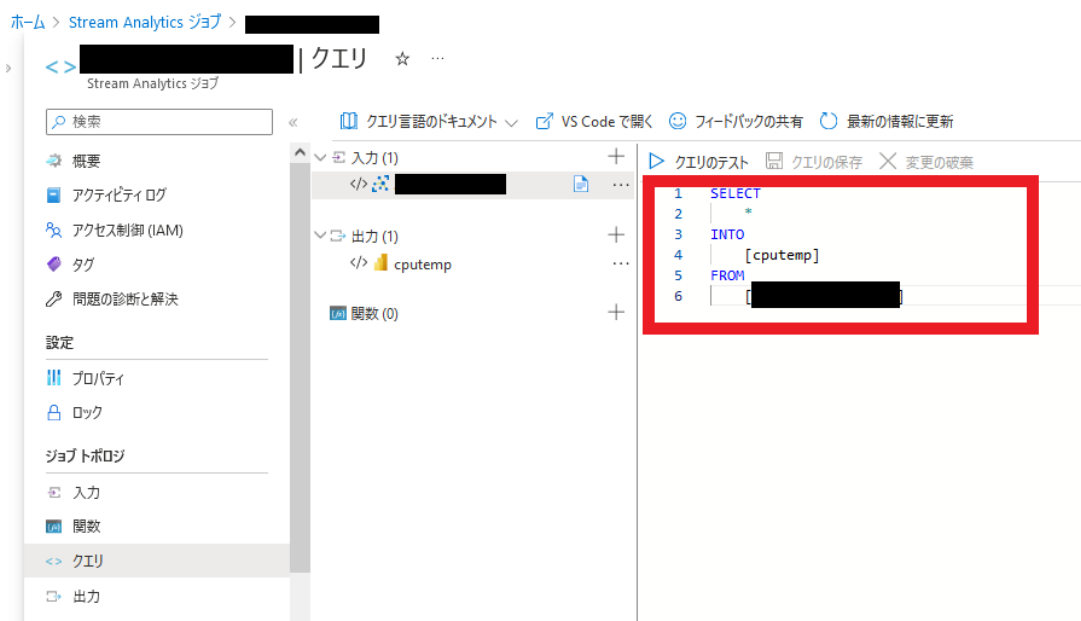 ホーム > Stream Analytics ジョブ >
| クエリ ☆ …
Stream Analytics ジョブ
検索
«
クエリ言語のドキュメント
VS Code で開く
フィードバックの共有
最新の情報に更新
概要
アクティビティ ログ
アクセス制御 (IAM)
タグ
問題の診断と解決
設定
プロパティ
ロック
ジョブ トポロジ
入力
関数
クエリ
出力
入力 (1)
出力 (1)
cputemp
関数 (0)
クエリのテスト
クエリの保存
変更の破棄
1 SELECT
2 *
3 INTO
4 [cputemp]
5 FROM
6 [ ]